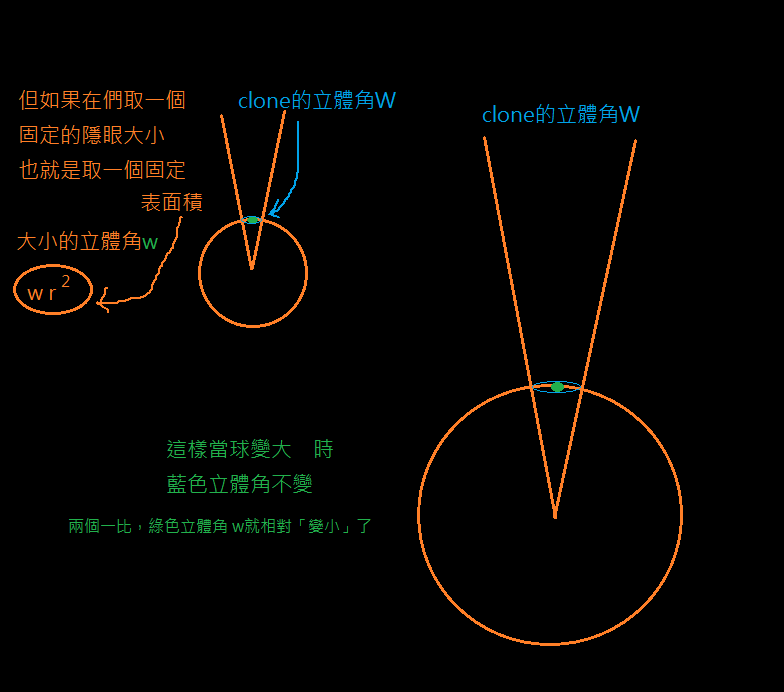 但如果在們取一個
固定的隱眼大小
也就是取一個固定
表面積
大小的立體角w
w r 2
clone的立體角W
clone的立體角W
這樣當球變大 時
藍色立體角不變
兩個一比，綠色立體角 w就相對「變小」了